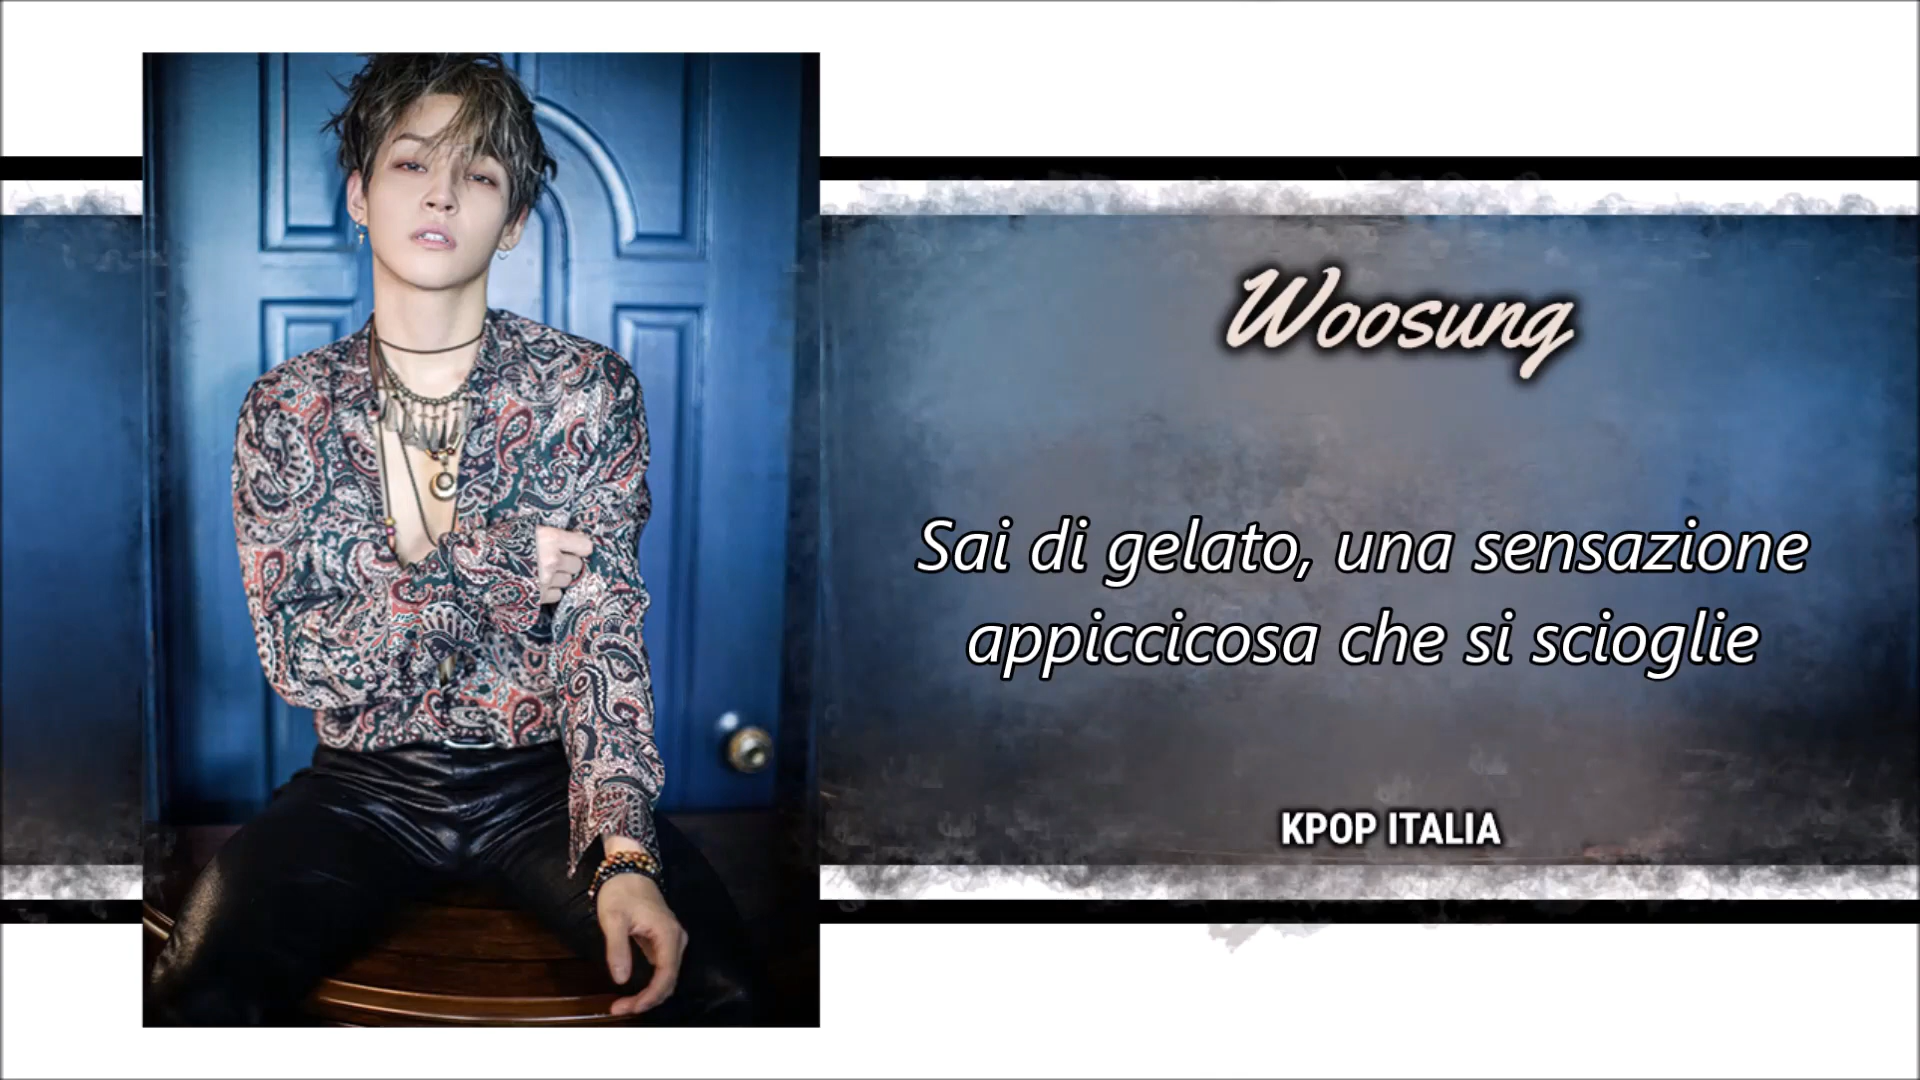 Woosung
Sai di gelato, una sensazione
appiccicosa che si scioglie
KPOP ITALIA